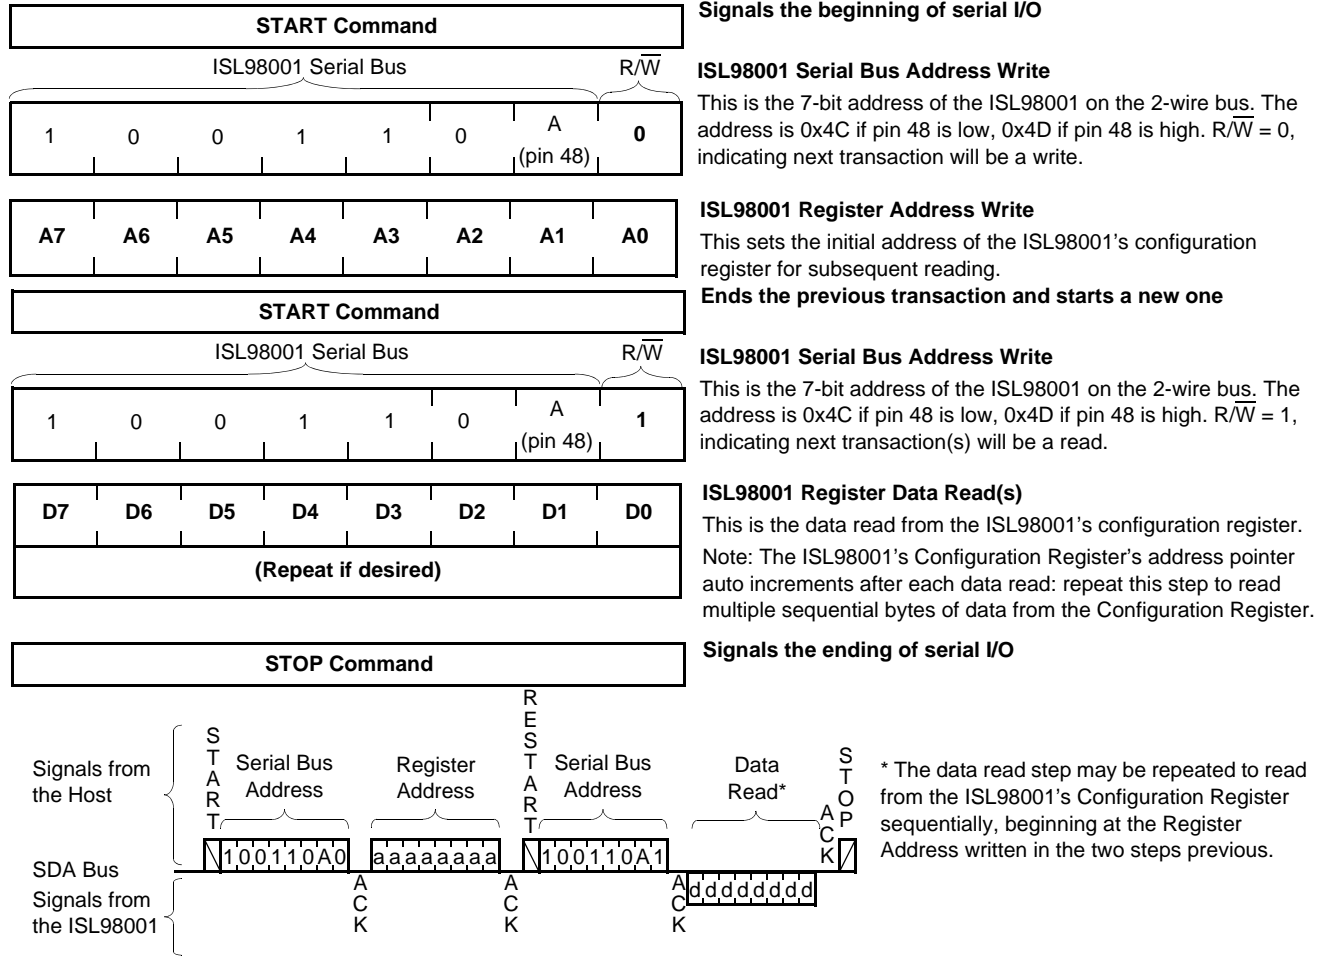 START Command
Signals the beginning of serial I/O
ISL98001 Serial Bus R/W
1 0 0 1 1 0 A (pin 48) 0
ISL98001 Serial Bus Address Write
This is the 7-bit address of the ISL98001 on the 2-wire bus. The
address is 0x4C if pin 48 is low, 0x4D if pin 48 is high. R/W = 0,
indicating next transaction will be a write.
A7 A6 A5 A4 A3 A2 A1 A0
ISL98001 Register Address Write
This sets the initial address of the ISL98001's configuration
register for subsequent reading.
START Command
Ends the previous transaction and starts a new one
ISL98001 Serial Bus R/W
1 0 0 1 1 0 A (pin 48) 1
ISL98001 Serial Bus Address Write
This is the 7-bit address of the ISL98001 on the 2-wire bus. The
address is 0x4C if pin 48 is low, 0x4D if pin 48 is high. R/W = 1,
indicating next transaction(s) will be a read.
D7 D6 D5 D4 D3 D2 D1 D0
(Repeat if desired)
ISL98001 Register Data Read(s)
This is the data read from the ISL98001's configuration register.
Note: The ISL98001's Configuration Register's address pointer
auto increments after each data read: repeat this step to read
multiple sequential bytes of data from the Configuration Register.
STOP Command
Signals the ending of serial I/O
Signals from
the Host
START
Serial Bus
Address
Register
Address
RESTART
Serial Bus
Address
Data
Read*
ACK
STOP
SDA Bus
100110A0
aaaaaaaa
100110A1
Signals from
the ISL98001
ACK
ACK
ACK
dddddddd
* The data read step may be repeated to read
from the ISL98001's Configuration Register
sequentially, beginning at the Register
Address written in the two steps previous.